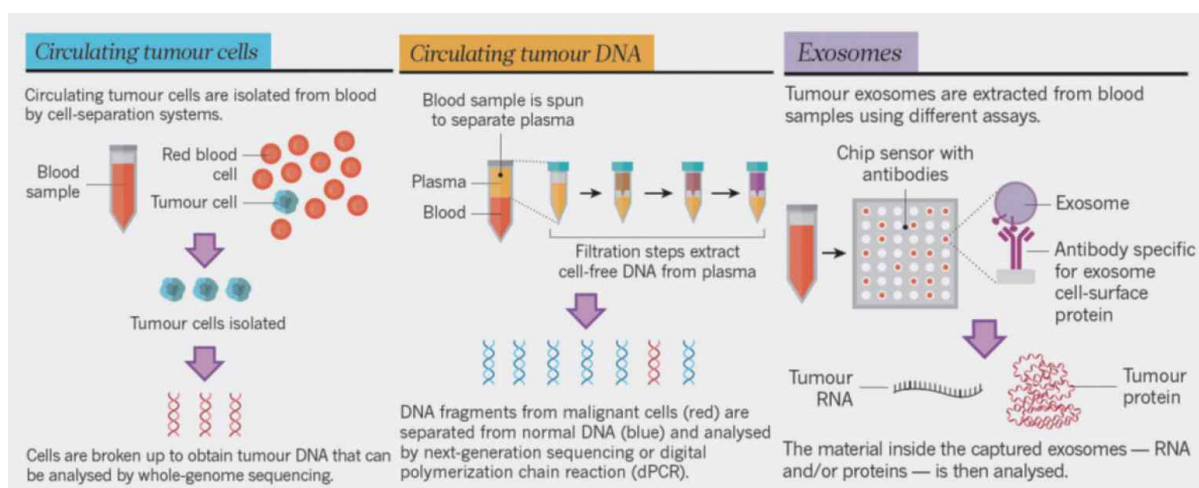 Circulating tumour cells
Circulating tumour cells are isolated from blood
by cell-separation systems.
Blood
sample
Red blood
cell
Tumour cell
Tumour cells isolated
Cells are broken up to obtain tumour DNA that can
be analysed by whole-genome sequencing.
Circulating tumour DNA
Blood sample is spun
to separate plasma
Plasma
Blood
Filtration steps extract
cell-free DNA from plasma
DNA fragments from malignant cells (red) are
separated from normal DNA (blue) and analysed
by next-generation sequencing or digital
polymerization chain reaction (dPCR).
Exosomes
Tumour exosomes are extracted from blood
samples using different assays.
Chip sensor with
antibodies
Exosome
Antibody specific
for exosome
cell-surface
protein
Tumour
RNA
Tumour
protein
The material inside the captured exosomes — RNA
and/or proteins — is then analysed.